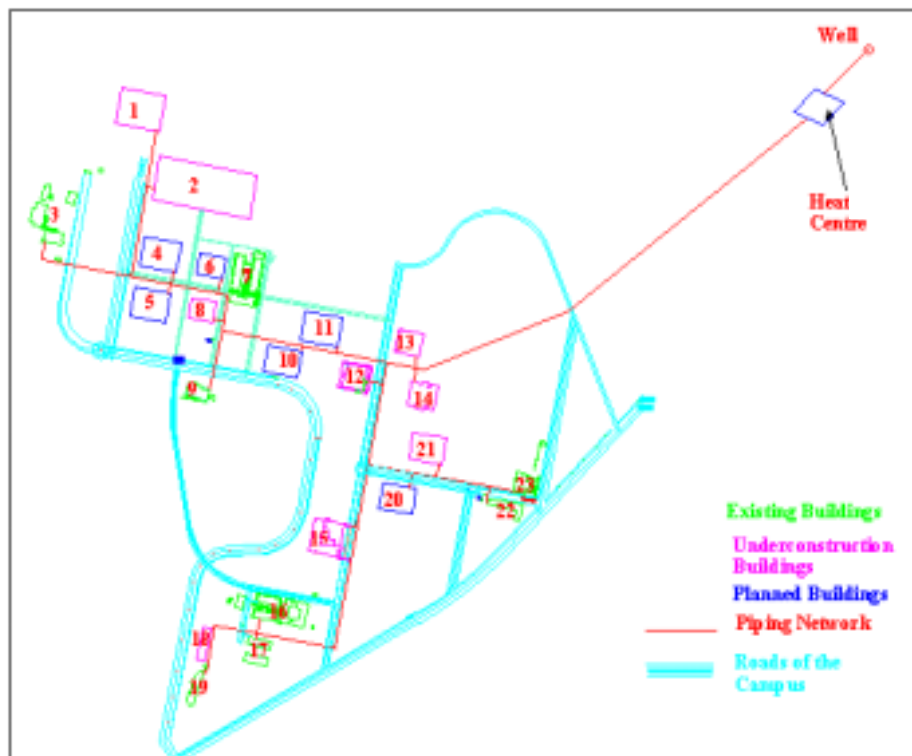 Well
1
2
3
Heat
Centre
4
6
7
5
8
11
13
10
12
9
14
21
20
23
22
15
16
18
17
19
Existing Buildings
Underconstruction
Buildings
Planned Buildings
Piping Network
Roads of the
Campus